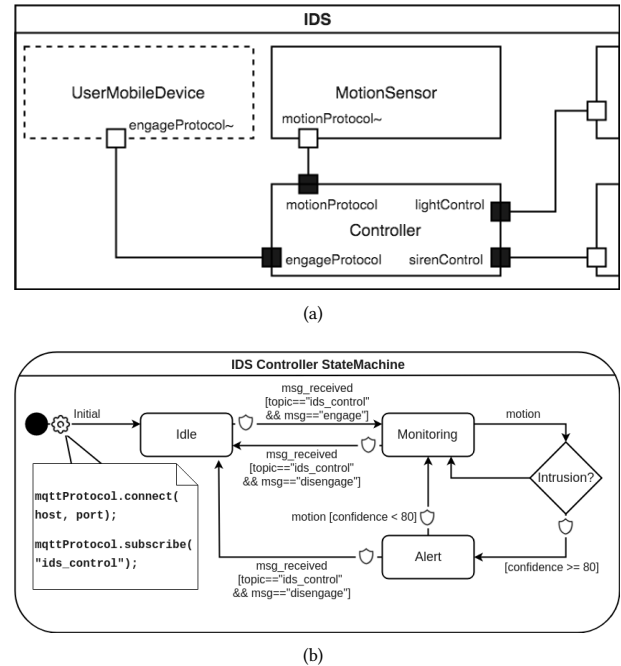 IDS
UserMobileDevice
engageProtocol~
MotionSensor
motionProtocol~
motionProtocol
lightControl
Controller
engageProtocol
sirenControl
(a)
IDS Controller StateMachine
Initial
Idle
msg_received
[topic=="ids_control"
&& msg=="engage"]
msg_received
[topic=="ids_control"
&& msg=="disengage"]
Monitoring
motion
Intrusion?
mqttProtocol.connect(
host, port);
mqttProtocol.subscribe(
"ids_control");
motion [confidence < 80]
msg_received
[topic=="ids_control"
&& msg=="disengage"]
Alert
[confidence >= 80]
(b)